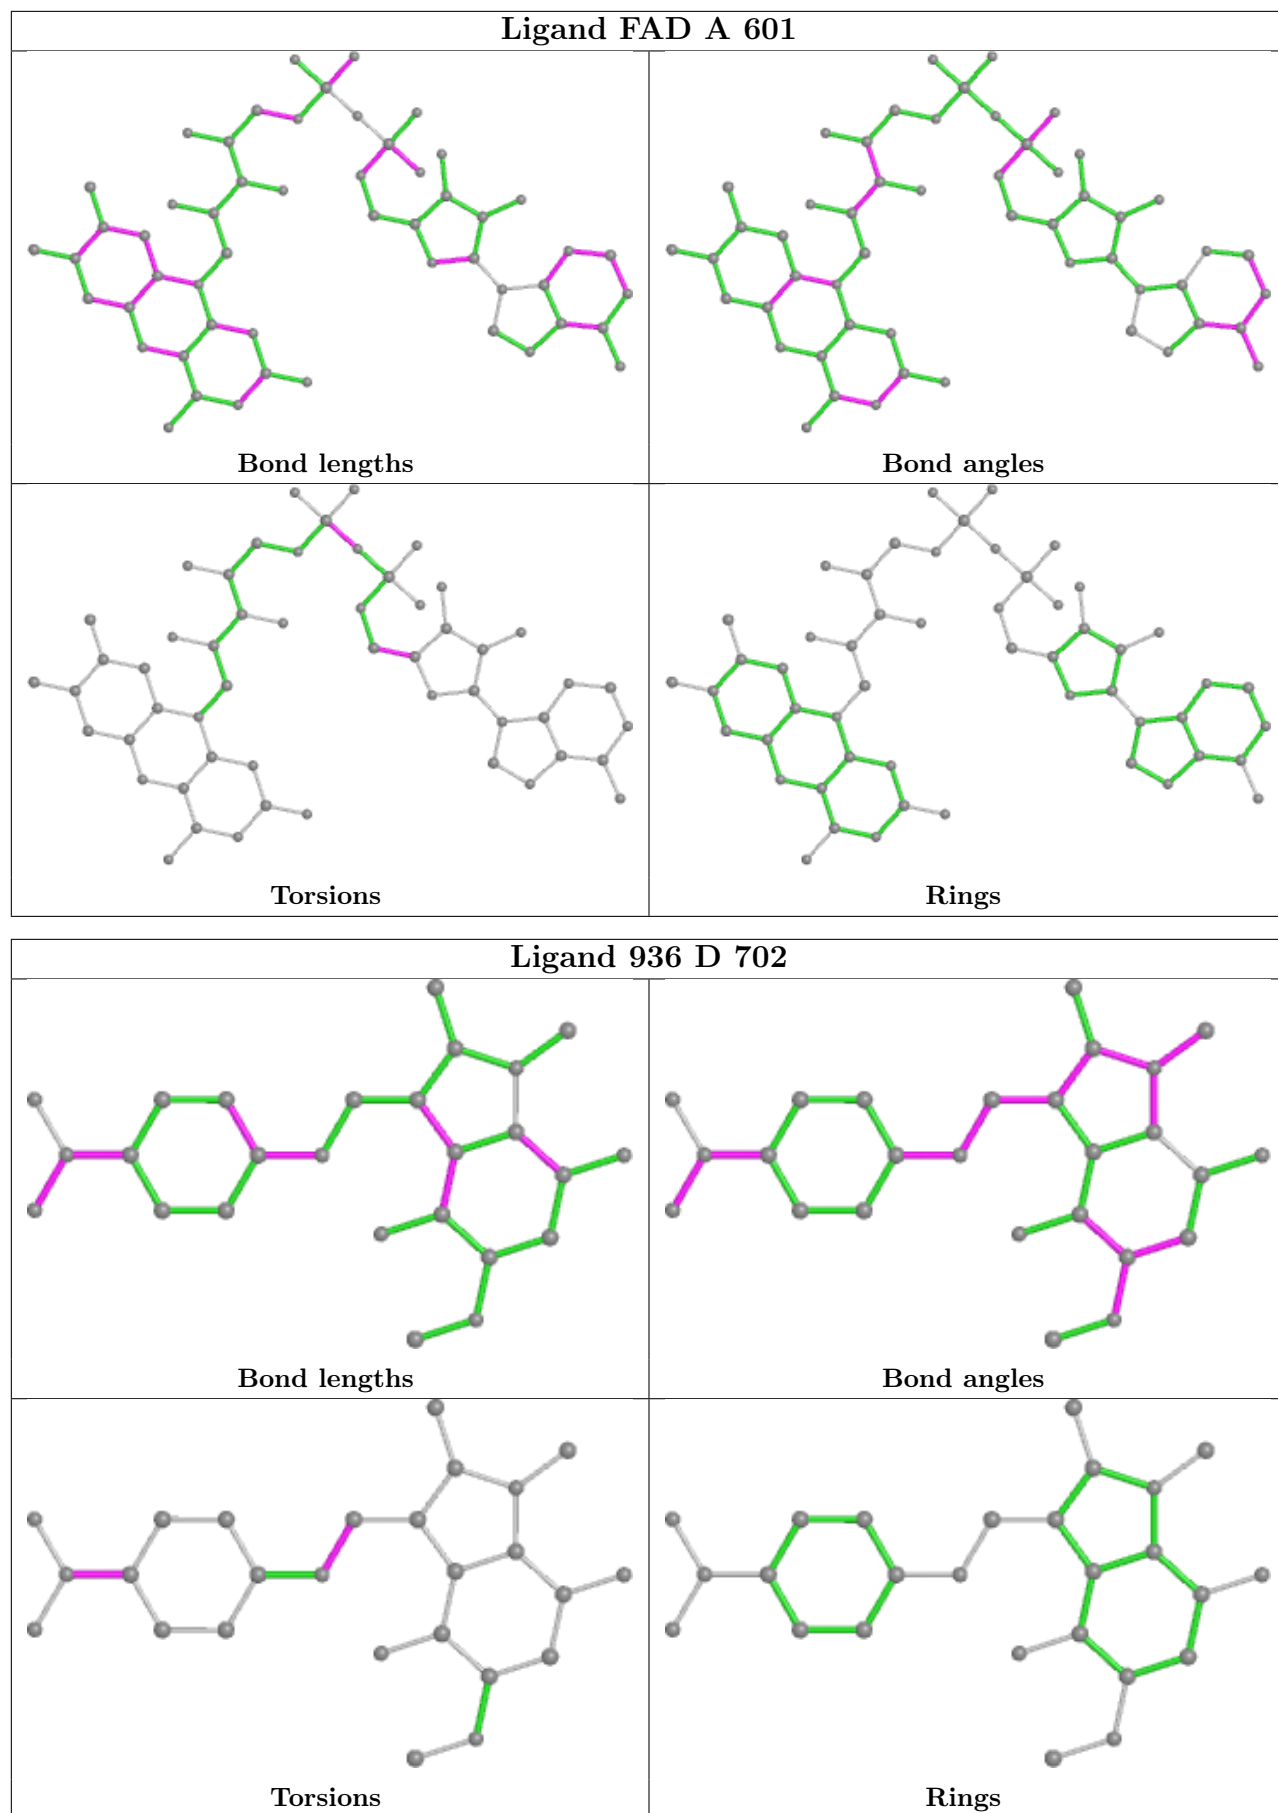 Ligand FAD A 601
Bond lengths
Bond angles
Torsions
Rings
Ligand 936 D 702
Bond lengths
Bond angles
Torsions
Rings